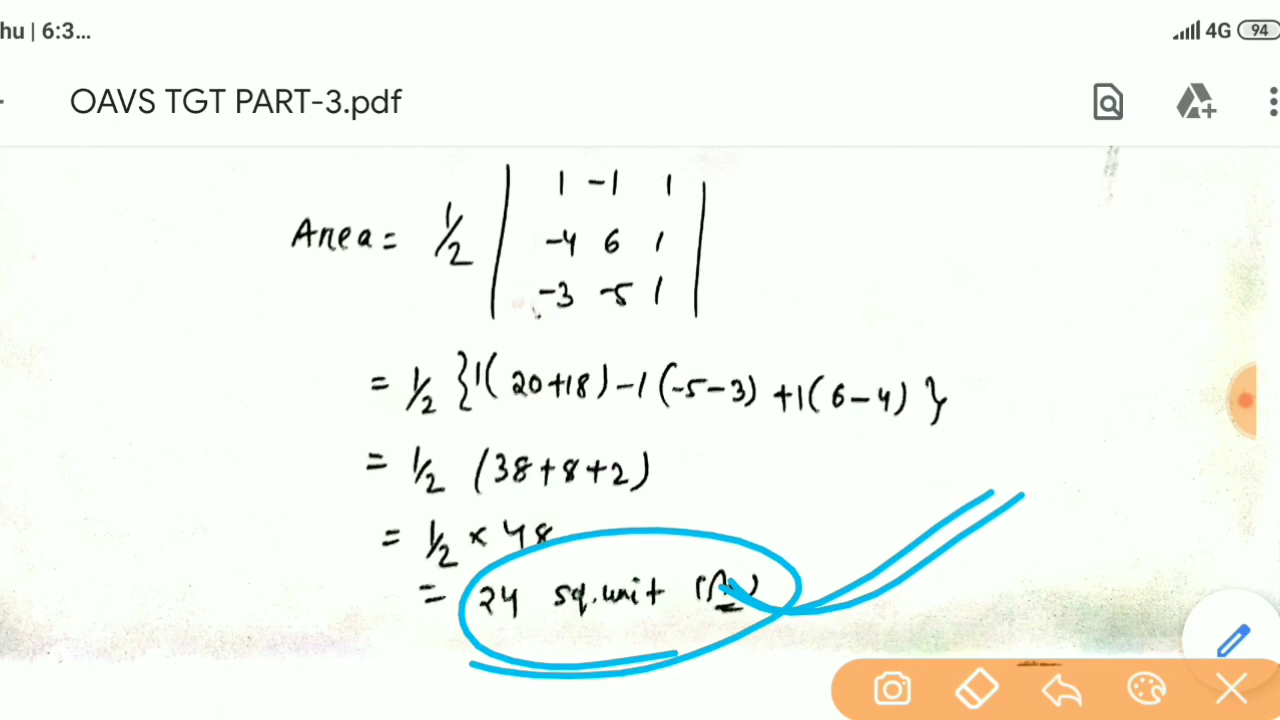 hu | 6:3... 4G 94
OAVS TGT PART-3.pdf
Area = 1/2 | 1 -1 1 |
-4 6 1
-3 -5 1
= 1/2 {1(20+18) -1(-5-3) +1(6-4)}
= 1/2 (38+8+2)
= 1/2 × 48
= 24 sq.unit